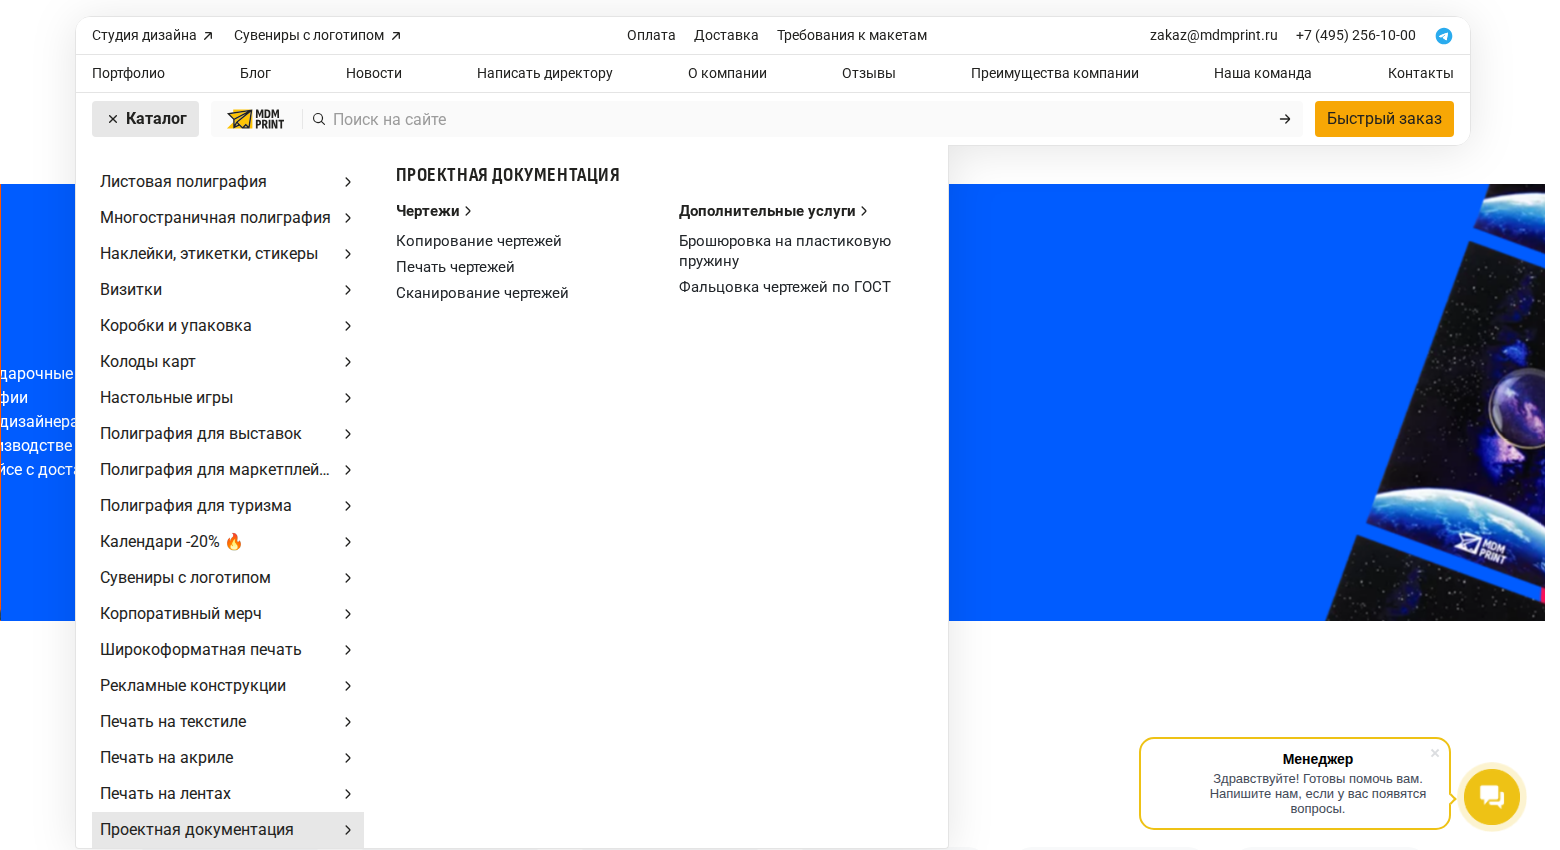 Студия дизайна
Сувениры с логотипом
Оплата
Доставка
Требования к макетам
zakaz@mdmprint.ru
+7 (495) 256-10-00
Портфолио
Блог
Новости
Написать директору
О компании
Отзывы
Преимущества компании
Наша команда
Контакты
Каталог
MDM
PRINT
Поиск на сайте
Быстрый заказ
Листовая полиграфия
Многостраничная полиграфия
Наклейки, этикетки, стикеры
Визитки
Коробки и упаковка
Колоды карт
Настольные игры
Полиграфия для выставок
Полиграфия для маркетплей...
Полиграфия для туризма
Календари -20% 🔥
Сувениры с логотипом
Корпоративный мерч
Широкоформатная печать
Рекламные конструкции
Печать на текстиле
Печать на акриле
Печать на лентах
Проектная документация
ПРОЕКТНАЯ ДОКУМЕНТАЦИЯ
Чертежи
Копирование чертежей
Печать чертежей
Сканирование чертежей
Дополнительные услуги
Брошюровка на пластиковую
пружину
Фальцовка чертежей по ГОСТ
дарочные
фии
дизайнера
изводстве
йсе с доста
MDM
PRINT
Менеджер
Здравствуйте! Готовы помочь вам.
Напишите нам, если у вас появятся
вопросы.